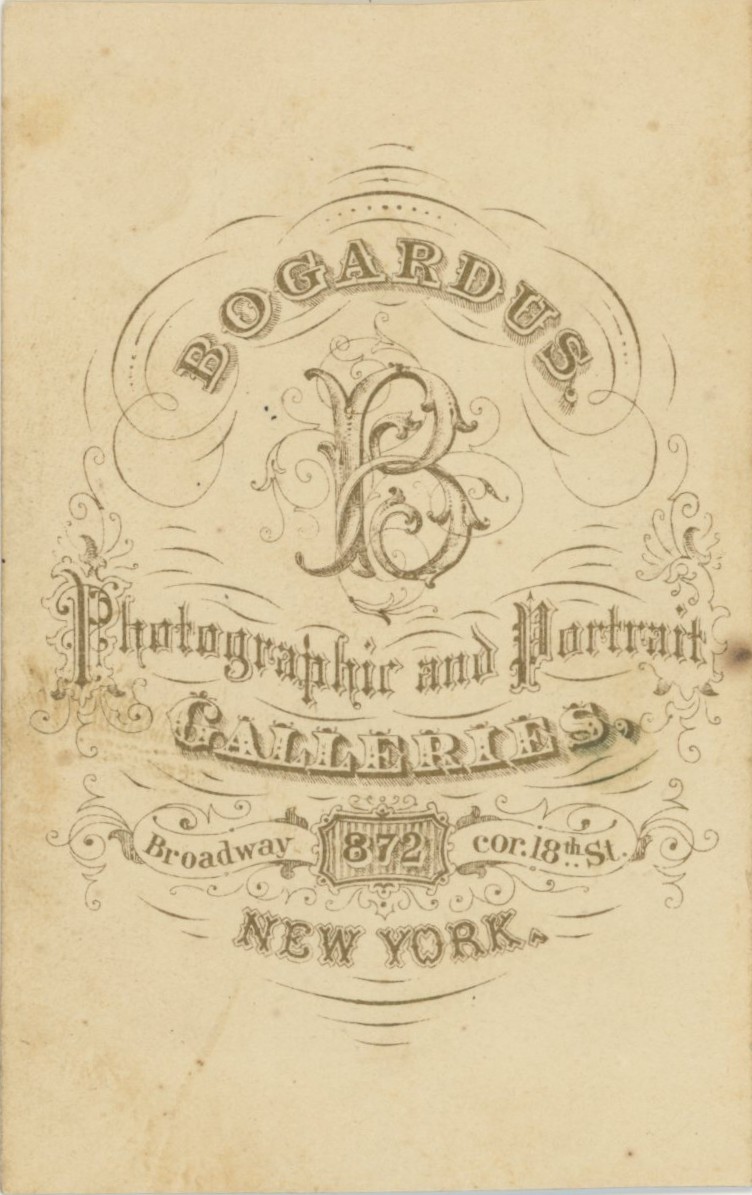 BOGARDUS,
B
Photographic and Portrait
GALLERIES,
Broadway 872 cor. 18th St.
NEW YORK.